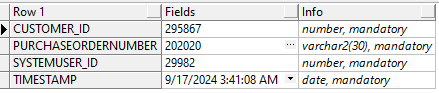 Row 1 Fields Info
CUSTOMER_ID 295867 number, mandatory
PURCHASEORDERNUMBER 202020 ... varchar2(30), mandatory
SYSTEMUSER_ID 29982 number, mandatory
TIMESTAMP 9/17/2024 3:41:08 AM date, mandatory